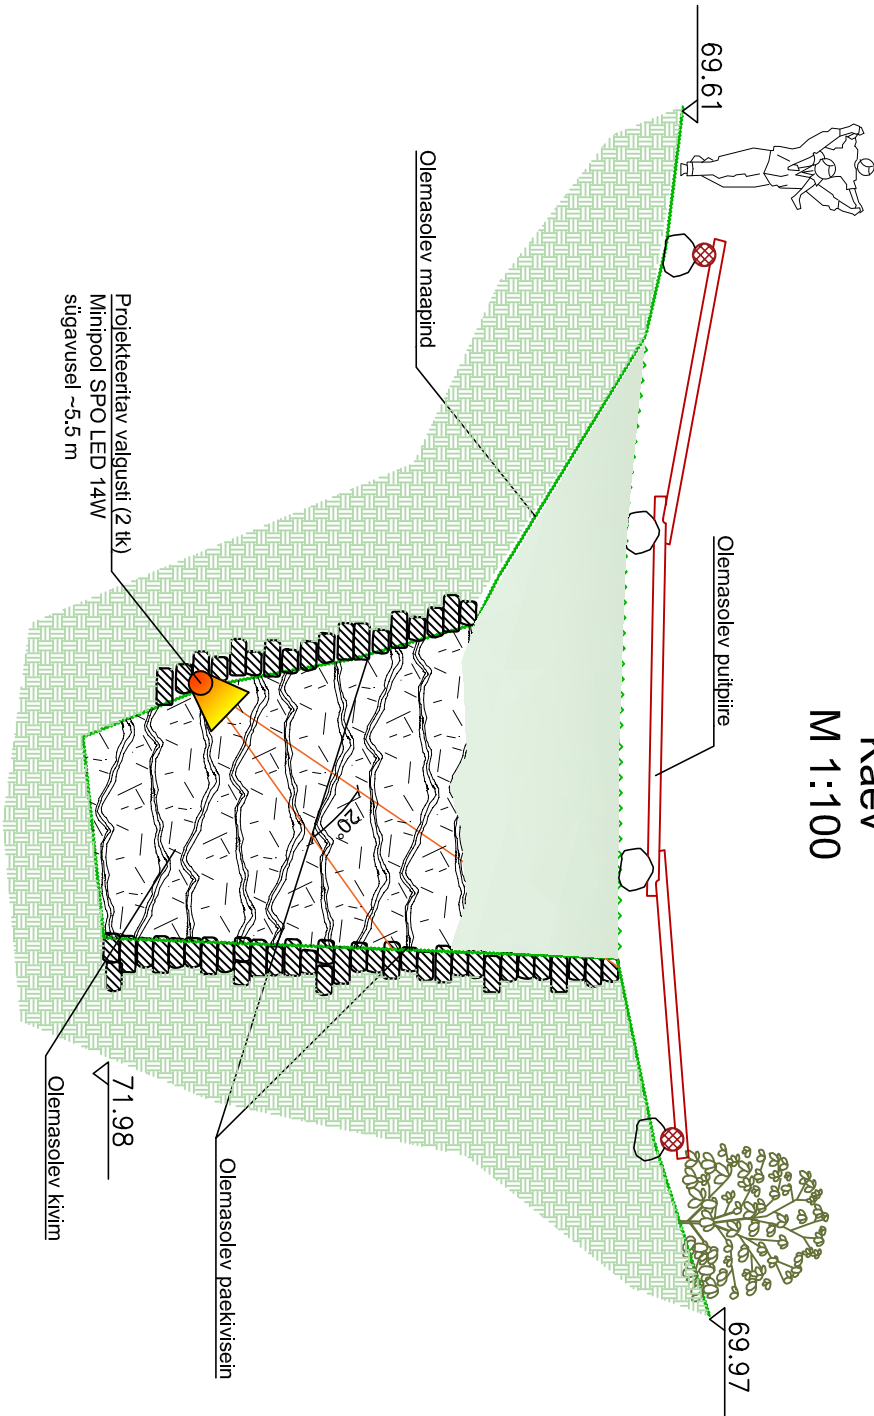 Kaev
M 1:100
69.61
69.97
Olemasolev puitpiire
Olemasolev maapind
20°
Projekteeritav valgusti (2 tk)
Minipool SPO LED 14W
sügavusel ~5.5 m
71.98
Olemasolev paekivisein
Olemasolev kivim